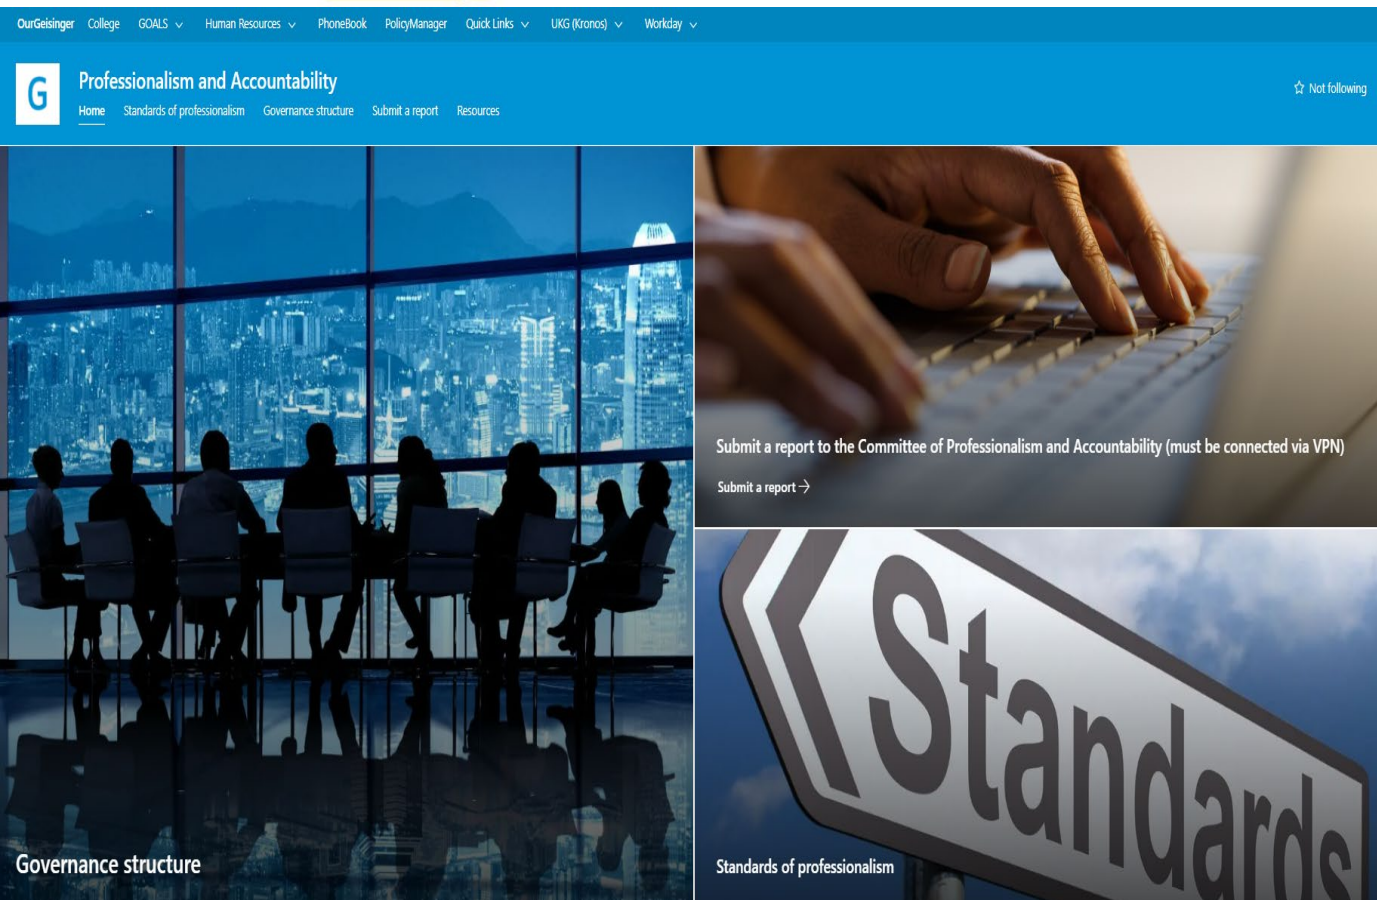 OurGeisinger College GOALS Human Resources PhoneBook PolicyManager Quick Links UKG (Kronos) Workday
G
Professionalism and Accountability
Not following
Home Standards of professionalism Governance structure Submit a report Resources
Submit a report to the Committee of Professionalism and Accountability (must be connected via VPN)
Submit a report
Standards
Governance structure
Standards of professionalism